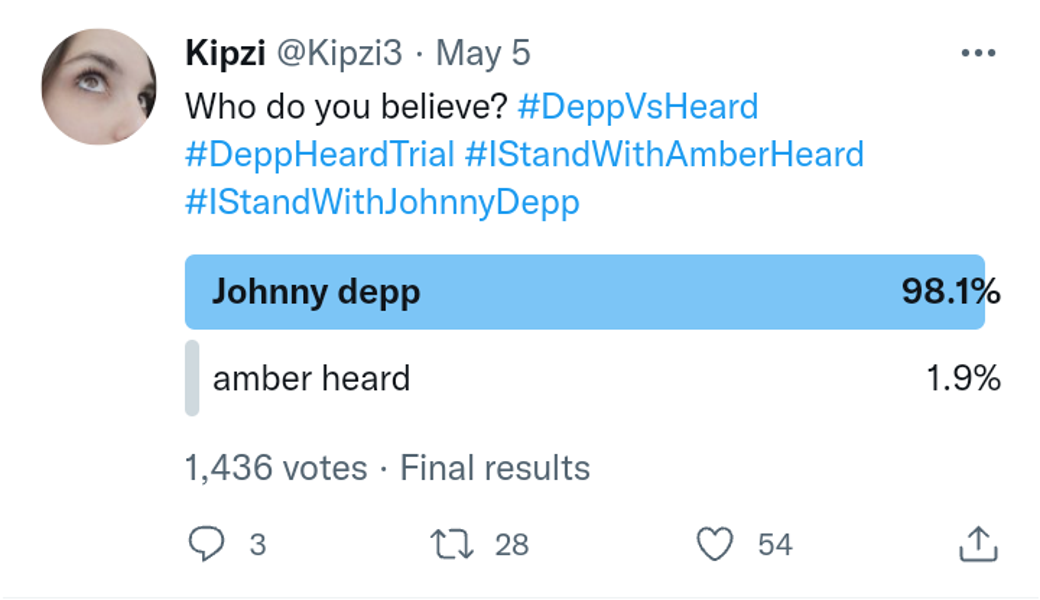 Kipzi @Kipzi3 · May 5
Who do you believe? #DeppVsHeard
#DeppHeardTrial #IStandWithAmberHeard
#IStandWithJohnnyDepp
Johnny depp 98.1%
amber heard 1.9%
1,436 votes · Final results
3 28 54